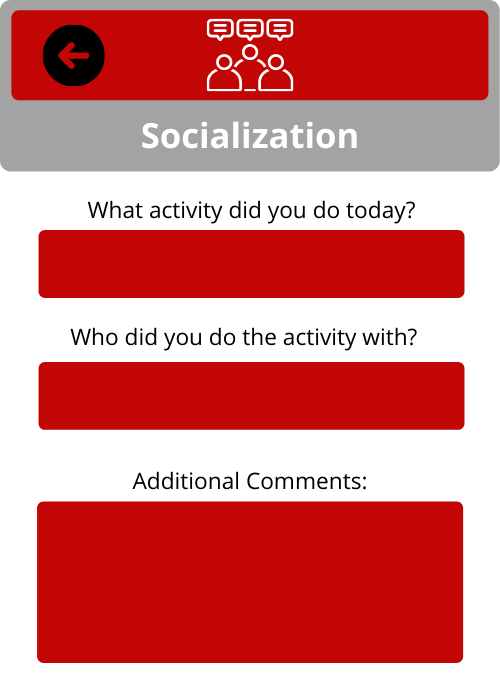 Socialization
What activity did you do today?
Who did you do the activity with?
Additional Comments: